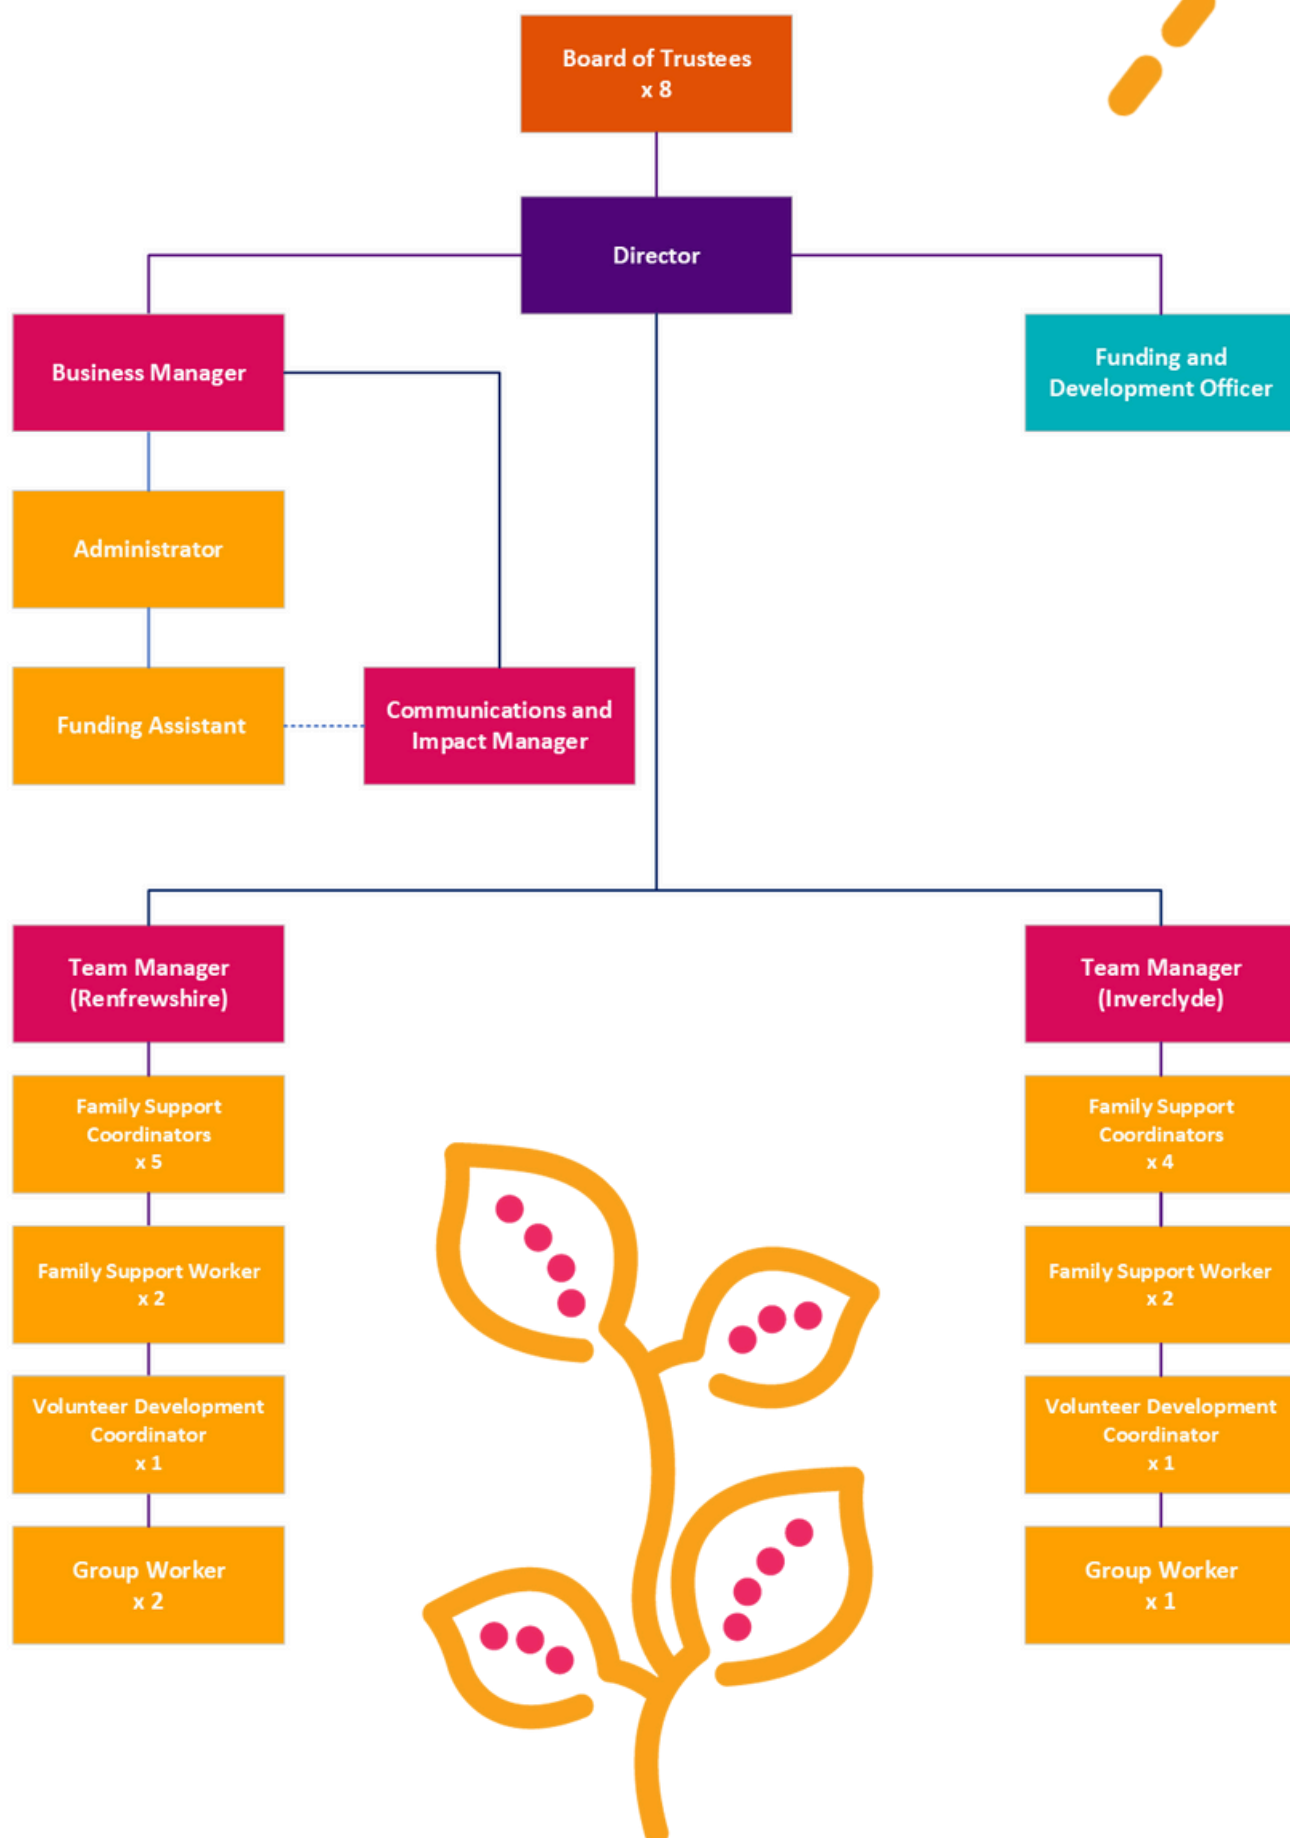 Board of Trustees
x 8
Director
Business Manager
Funding and
Development Officer
Administrator
Funding Assistant
Communications and
Impact Manager
Team Manager
(Renfrewshire)
Team Manager
(Inverclyde)
Family Support
Coordinators
x 5
Family Support
Coordinators
x 4
Family Support Worker
x 2
Family Support Worker
x 2
Volunteer Development
Coordinator
x 1
Volunteer Development
Coordinator
x 1
Group Worker
x 2
Group Worker
x 1